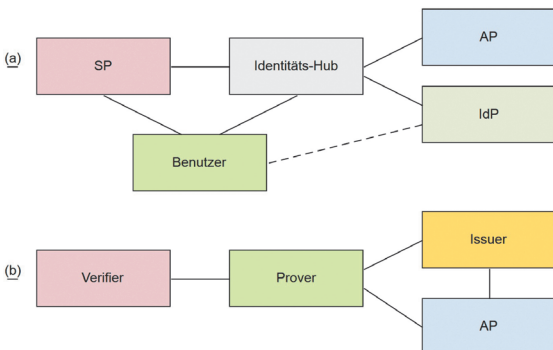 (a)
SP
Identitäts-Hub
AP
IdP
Benutzer
(b)
Verifier
Prover
Issuer
AP